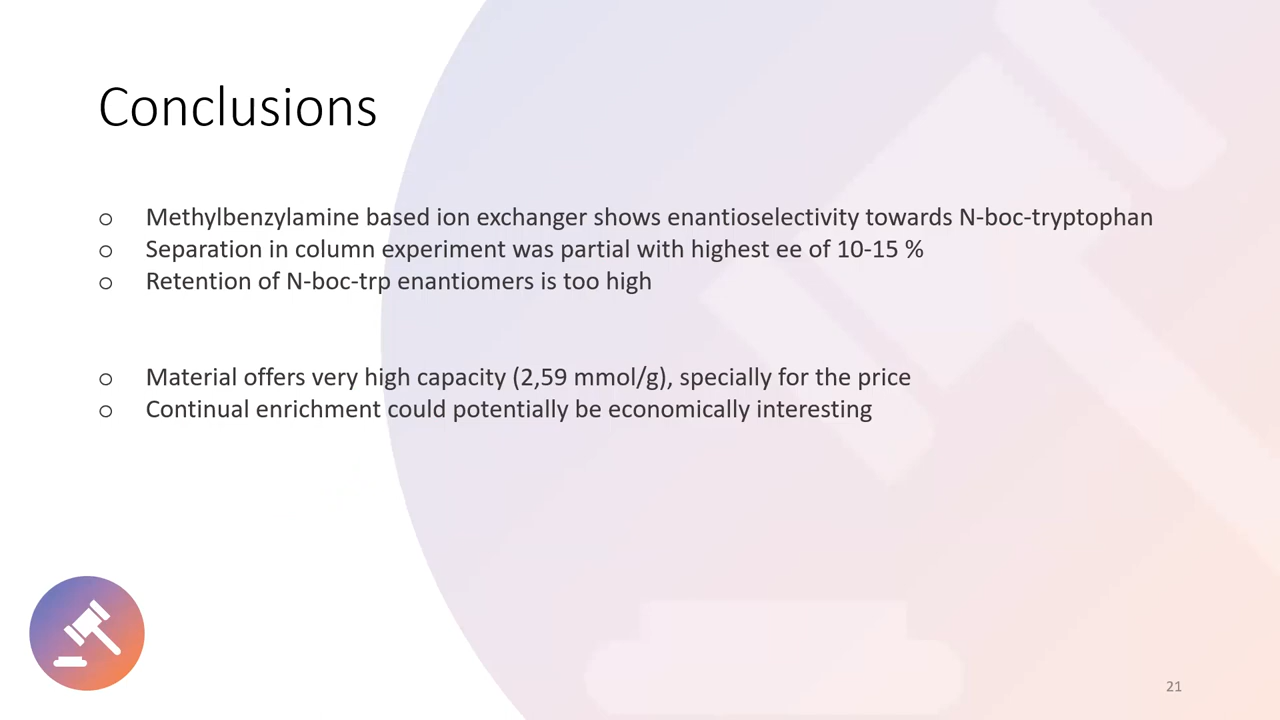 Conclusions
o Methylbenzylamine based ion exchanger shows enantioselectivity towards N-boc-tryptophan
o Separation in column experiment was partial with highest ee of 10-15 %
o Retention of N-boc-trp enantiomers is too high
o Material offers very high capacity (2,59 mmol/g), specially for the price
o Continual enrichment could potentially be economically interesting
21